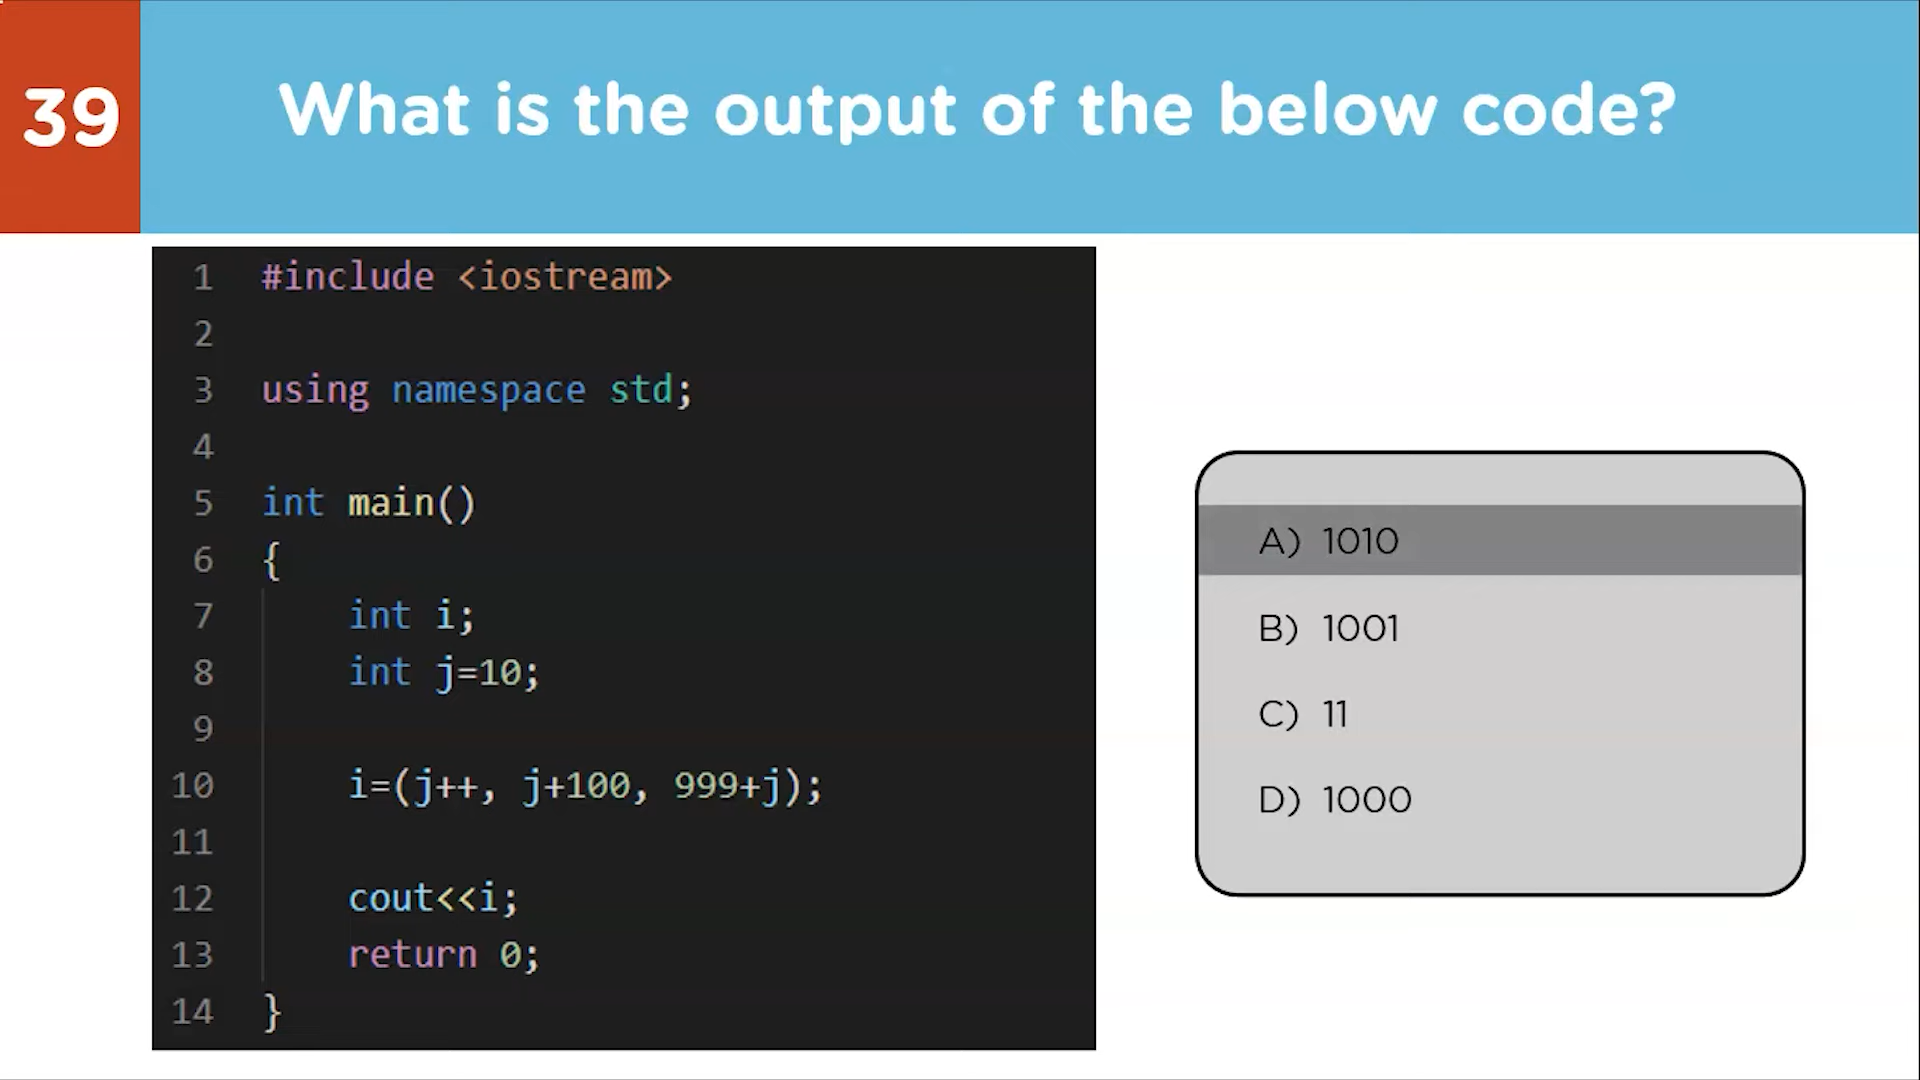 39
What is the output of the below code?
1 #include <iostream>
2
3 using namespace std;
4
5 int main()
6 {
7 int i;
8 int j=10;
9
10 i=(j++, j+100, 999+j);
11
12 cout<<i;
13 return 0;
14 }
A) 1010
B) 1001
C) 11
D) 1000